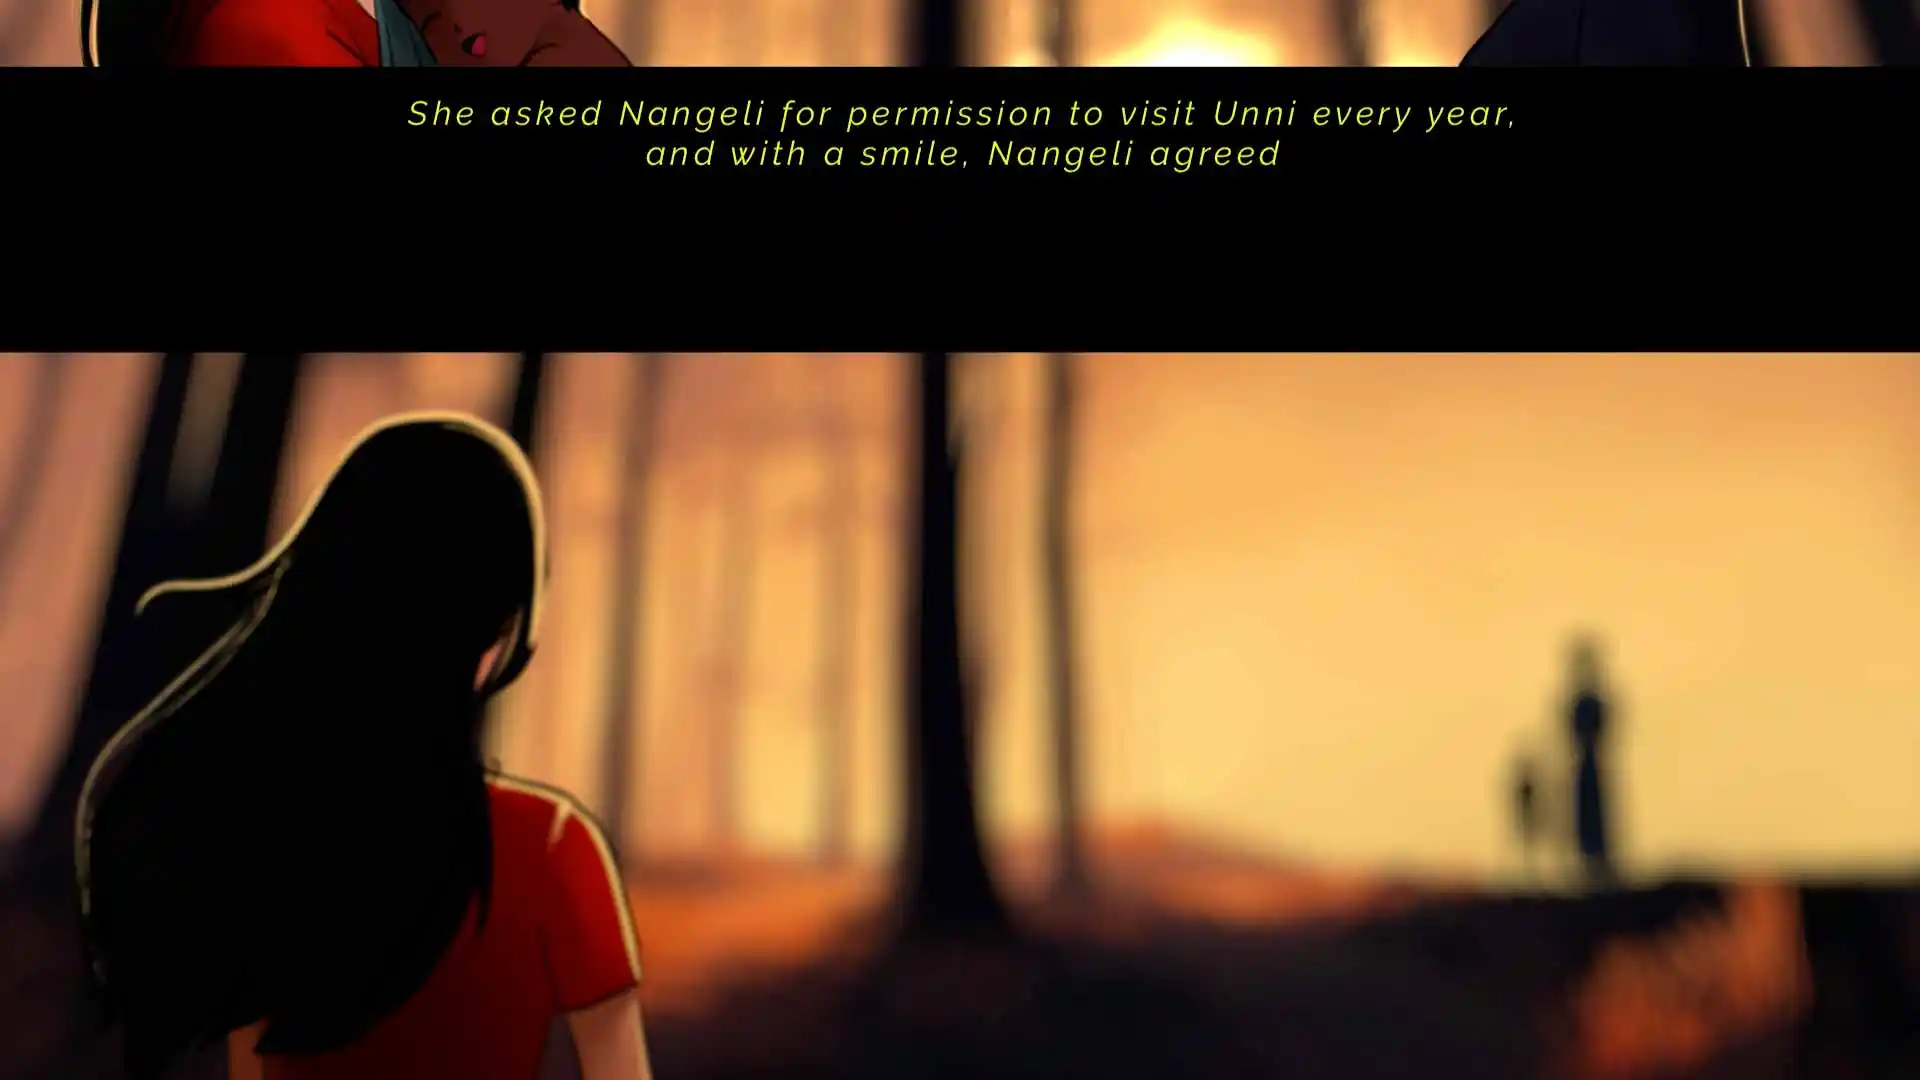 She asked Nangeli for permission to visit Unni every year,
and with a smile, Nangeli agreed